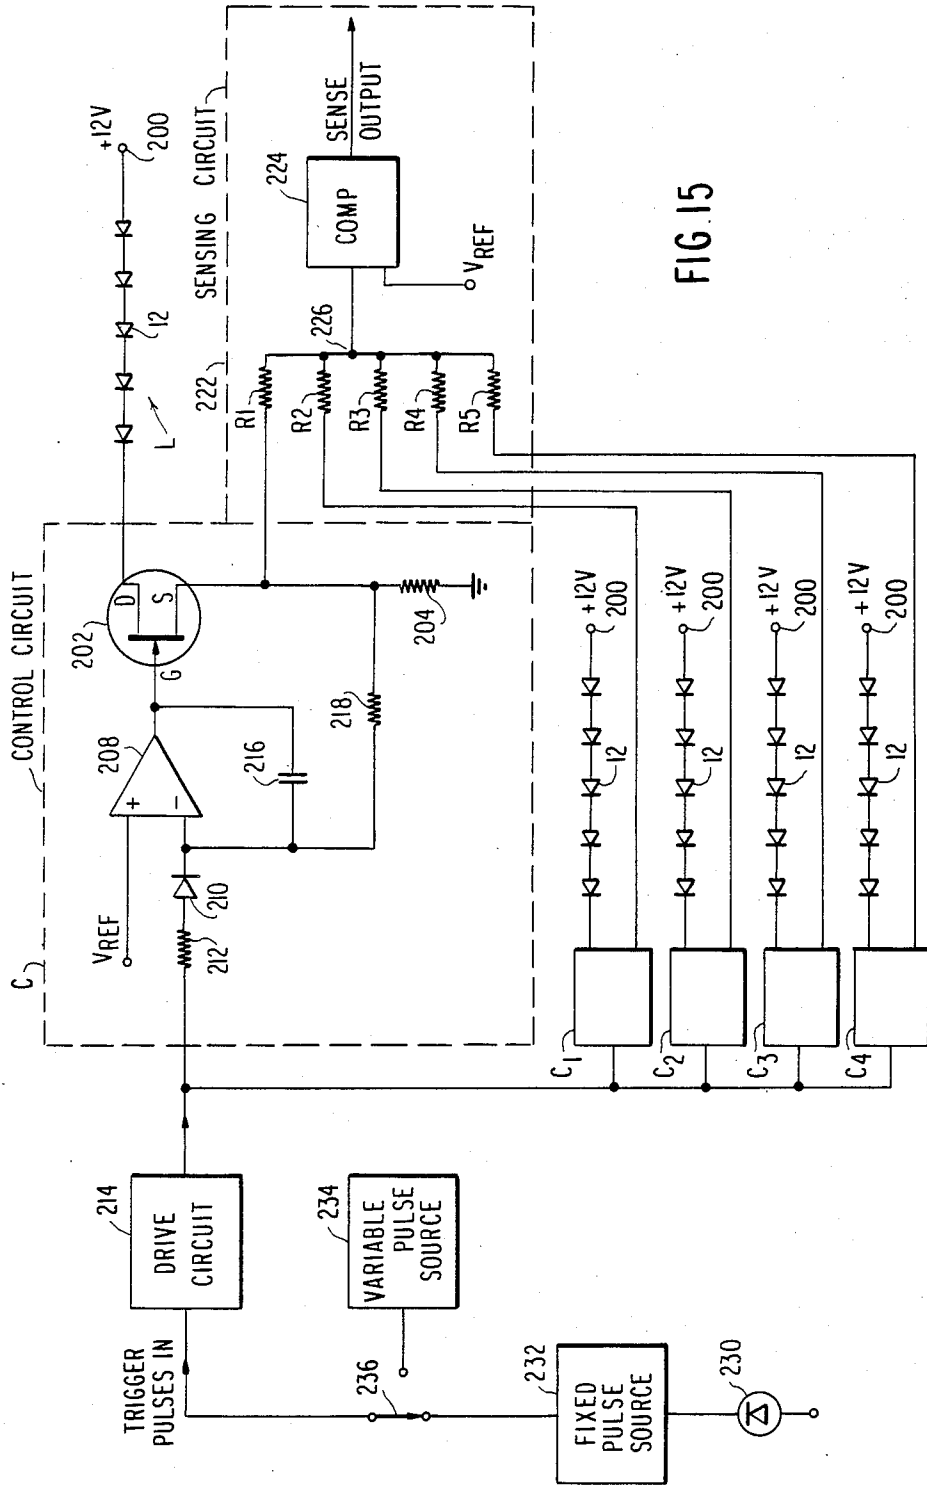 CONTROL CIRCUIT
C
VREF
+
−
208
202
D
S
G
210
212
216
218
204
+12V
200
12
L
SENSING CIRCUIT
222
R1
R2
R3
R4
R5
226
224
COMP
VREF
SENSE
OUTPUT
214
DRIVE
CIRCUIT
TRIGGER
PULSES IN
234
VARIABLE
PULSE
SOURCE
236
232
FIXED
PULSE
SOURCE
230
C1
12
+12V
200
C2
12
+12V
200
C3
12
+12V
200
C4
12
+12V
200
FIG.15